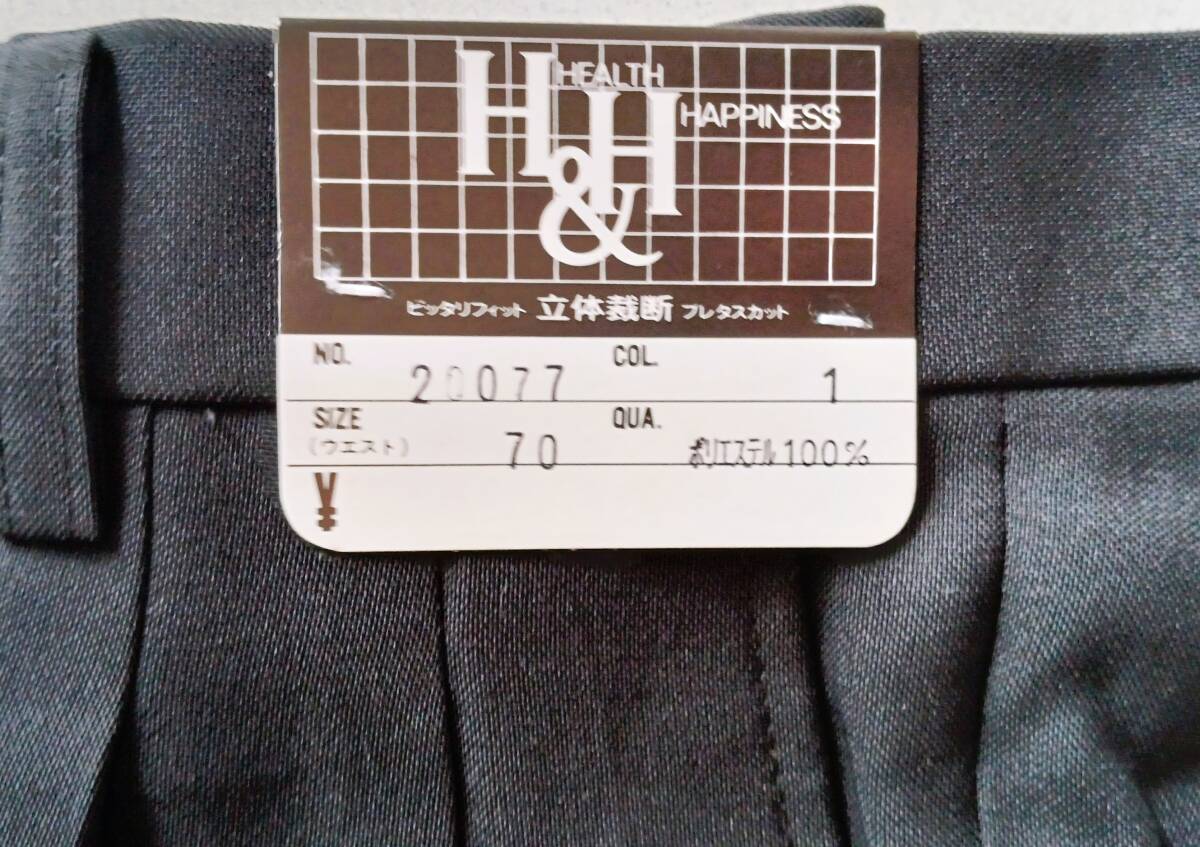 H&H
HEALTH
HAPPINESS
ピッタリフィット 立体裁断 プレタスカット
NO. 20077 COL. 1
SIZE (ウエスト) 70 QUA. ポリエステル100%
¥